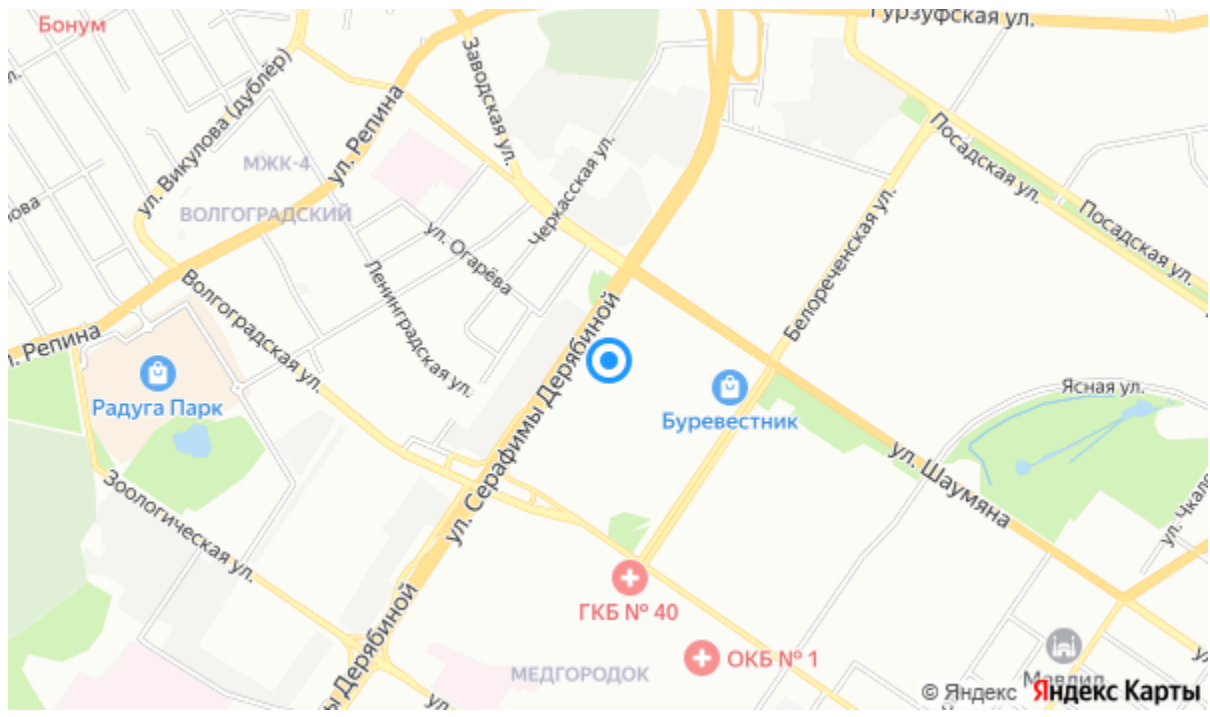 Бонум
Гурзуфская ул.
Заводская ул.
ул. Викулова (дублёр)
ул. Репина
Черкасская ул.
Посадская ул.
МЖК-4
ВОЛГОГРАДСКИЙ
ул. Огарёва
Белореченская ул.
Посадская ул.
Ленинградская ул.
Волгоградская ул.
Репина
Радуга Парк
ул. Серафимы Дерябиной
Буревестник
Ясная ул.
ул. Шаумяна
Зоологическая ул.
ГКБ № 40
ОКБ № 1
МЕДГОРОДОК
Дерябиной
Мавлид
© Яндекс Яндекс Карты